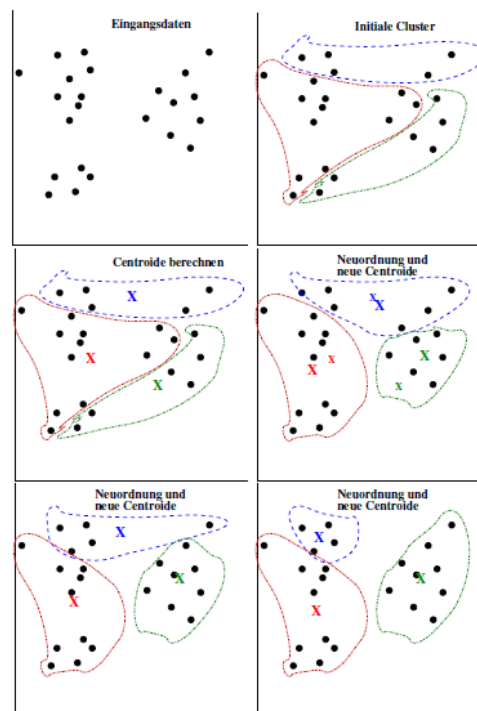 Eingangsdaten
Initiale Cluster
Centroide berechnen
X
X
X
Neuordnung und
neue Centroide
X
X
X
X
X
X
Neuordnung und
neue Centroide
X
X
X
Neuordnung und
neue Centroide
X
X
X